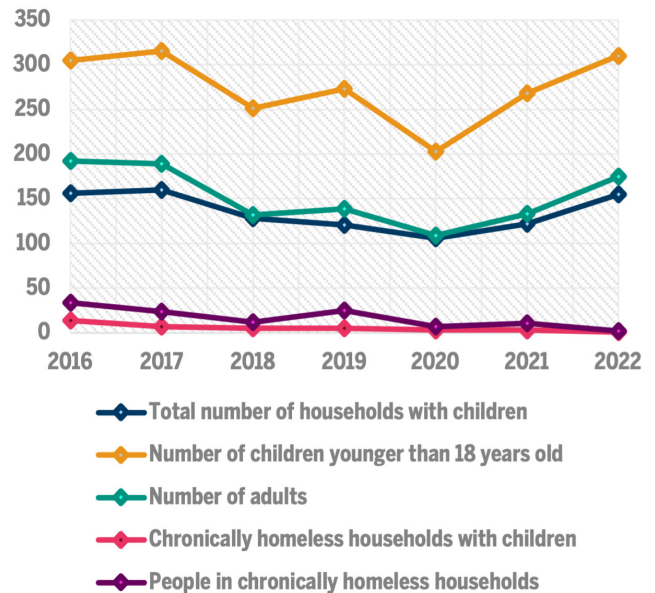 350
300
250
200
150
100
50
0
2016 2017 2018 2019 2020 2021 2022
Total number of households with children
Number of children younger than 18 years old
Number of adults
Chronically homeless households with children
People in chronically homeless households